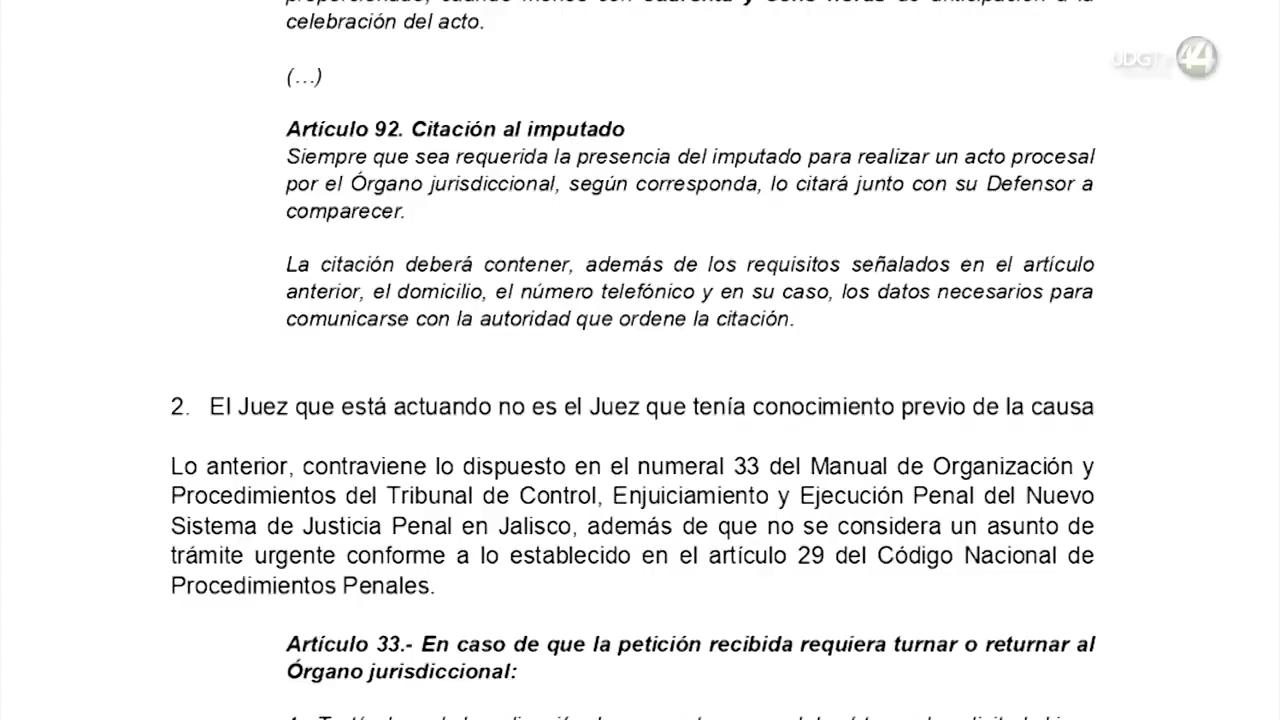 celebración del acto.
(…)
UDGTV 44
Artículo 92. Citación al imputado
Siempre que sea requerida la presencia del imputado para realizar un acto procesal
por el Órgano jurisdiccional, según corresponda, lo citará junto con su Defensor a
comparecer.
La citación deberá contener, además de los requisitos señalados en el artículo
anterior, el domicilio, el número telefónico y en su caso, los datos necesarios para
comunicarse con la autoridad que ordene la citación.
2. El Juez que está actuando no es el Juez que tenía conocimiento previo de la causa
Lo anterior, contraviene lo dispuesto en el numeral 33 del Manual de Organización y
Procedimientos del Tribunal de Control, Enjuiciamiento y Ejecución Penal del Nuevo
Sistema de Justicia Penal en Jalisco, además de que no se considera un asunto de
trámite urgente conforme a lo establecido en el artículo 29 del Código Nacional de
Procedimientos Penales.
Artículo 33.- En caso de que la petición recibida requiera turnar o returnar al
Órgano jurisdiccional: